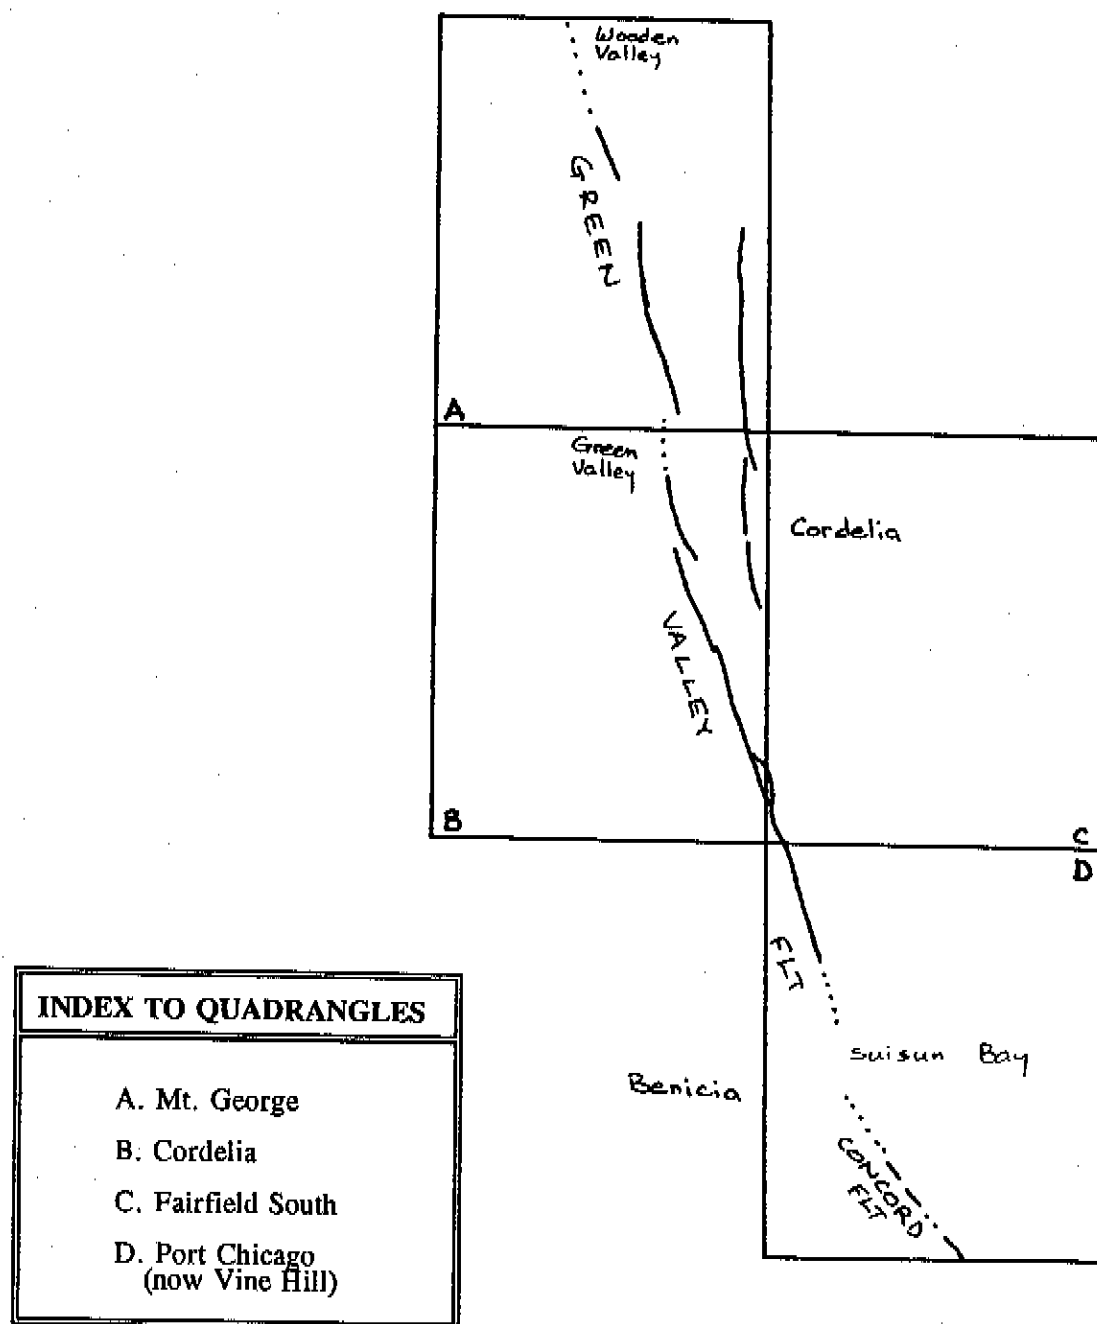 Wooden
Valley
GREEN
A
Green
Valley
Cordelia
VALLEY
B
C
D
FLT
Suisun Bay
Benicia
CONCORD
FLT
INDEX TO QUADRANGLES
A. Mt. George
B. Cordelia
C. Fairfield South
D. Port Chicago
(now Vine Hill)